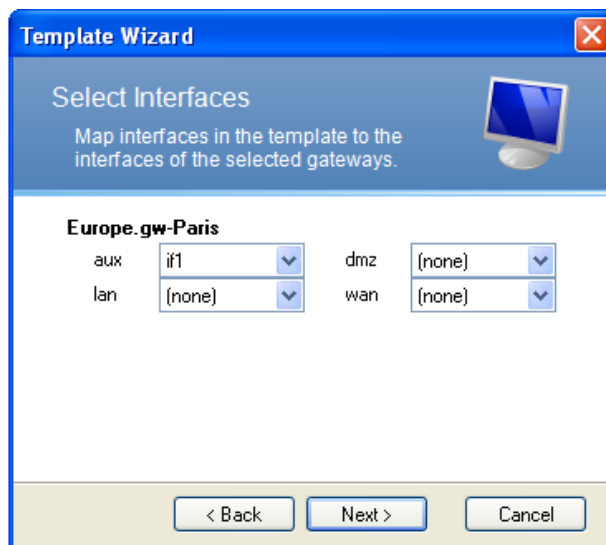 Template Wizard
Select Interfaces
Map interfaces in the template to the
interfaces of the selected gateways.
Europe.gw-Paris
aux if1 dmz (none)
lan (none) wan (none)
< Back Next > Cancel